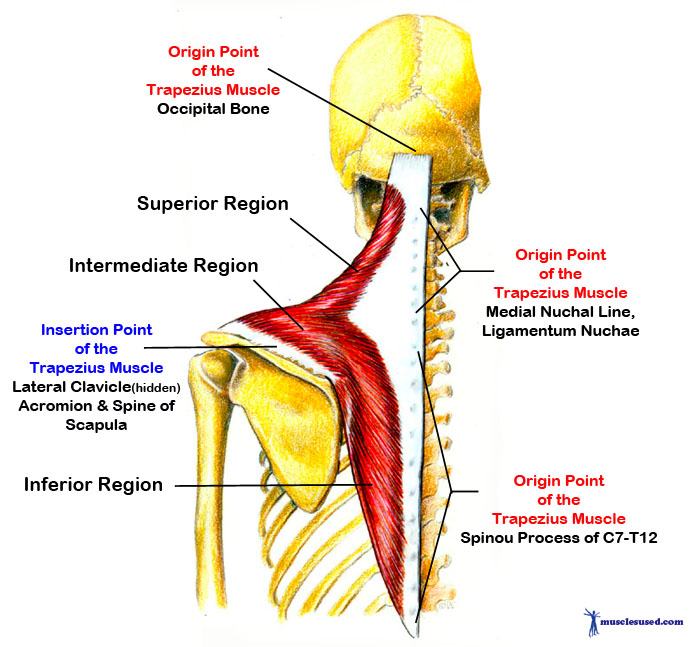 Origin Point
of the
Trapezius Muscle
Occipital Bone
Superior Region
Intermediate Region
Insertion Point
of the
Trapezius Muscle
Lateral Clavicle(hidden)
Acromion & Spine of
Scapula
Inferior Region
Origin Point
of the
Trapezius Muscle
Medial Nuchal Line,
Ligamentum Nuchae
Origin Point
of the
Trapezius Muscle
Spinou Process of C7-T12
musclesused.com